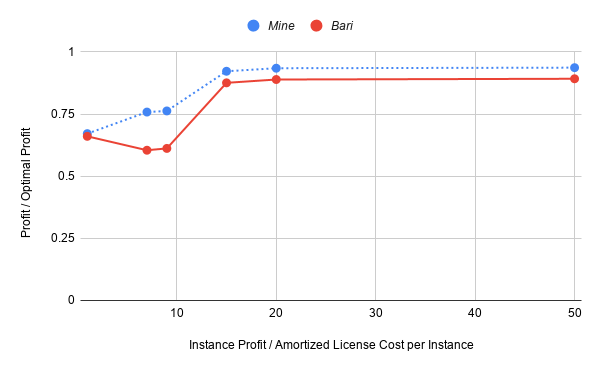 Mine Bari
1
0.75
0.5
0.25
0
Profit / Optimal Profit
10 20 30 40 50
Instance Profit / Amortized License Cost per Instance